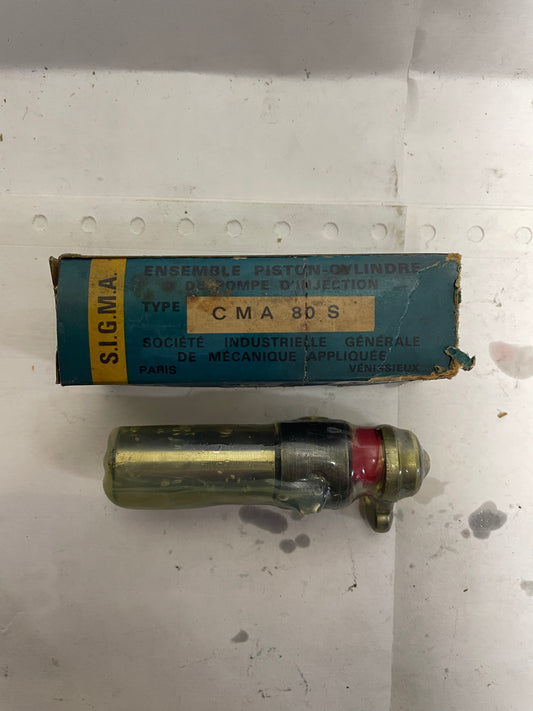 S.I.G.M.A.
ENSEMBLE PISTON-CYLINDRE
DE POMPE D'INJECTION
TYPE
CMA 80 S
SOCIÉTÉ INDUSTRIELLE GÉNÉRALE
DE MÉCANIQUE APPLIQUÉE
PARIS VÉNISSIEUX